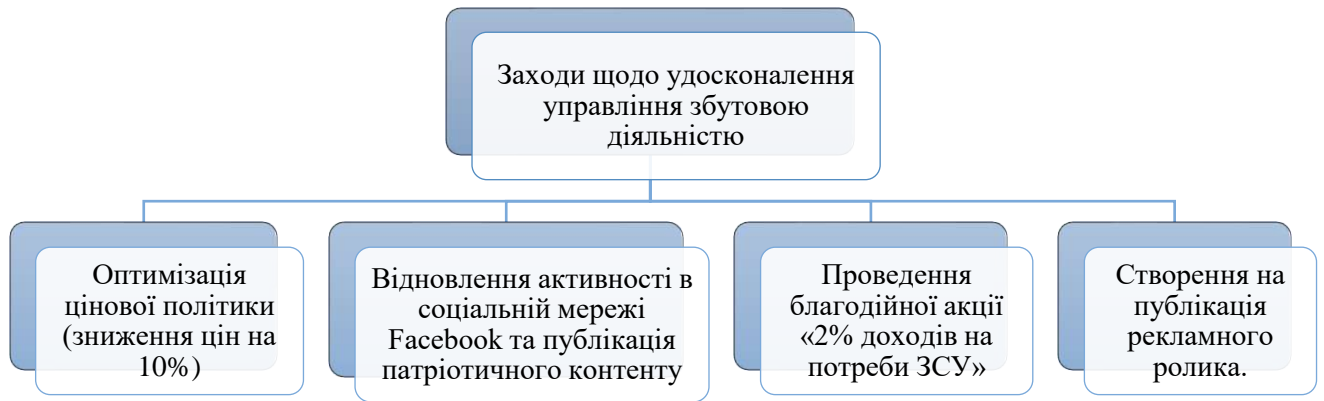 Заходи щодо удосконалення
управління збутовою
діяльністю
Оптимізація
цінової політики
(зниження цін на
10%)
Відновлення активності в
соціальній мережі
Facebook та публікація
патріотичного контенту
Проведення
благодійної акції
«2% доходів на
потреби ЗСУ»
Створення на
публікація
рекламного
ролика.